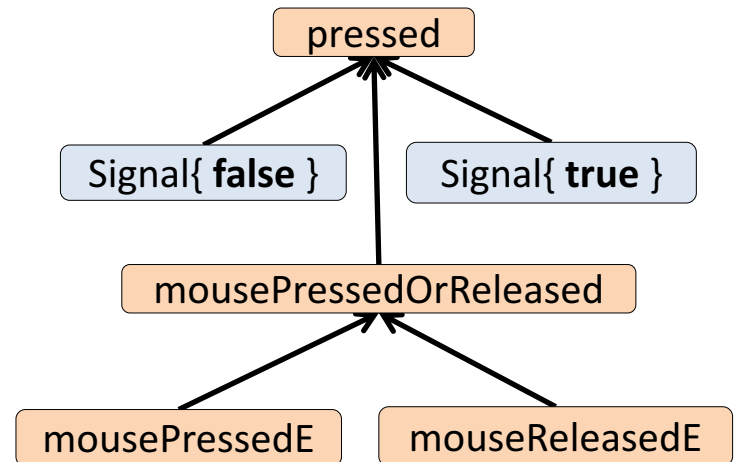 pressed
Signal{ false }
Signal{ true }
mousePressedOrReleased
mousePressedE
mouseReleasedE